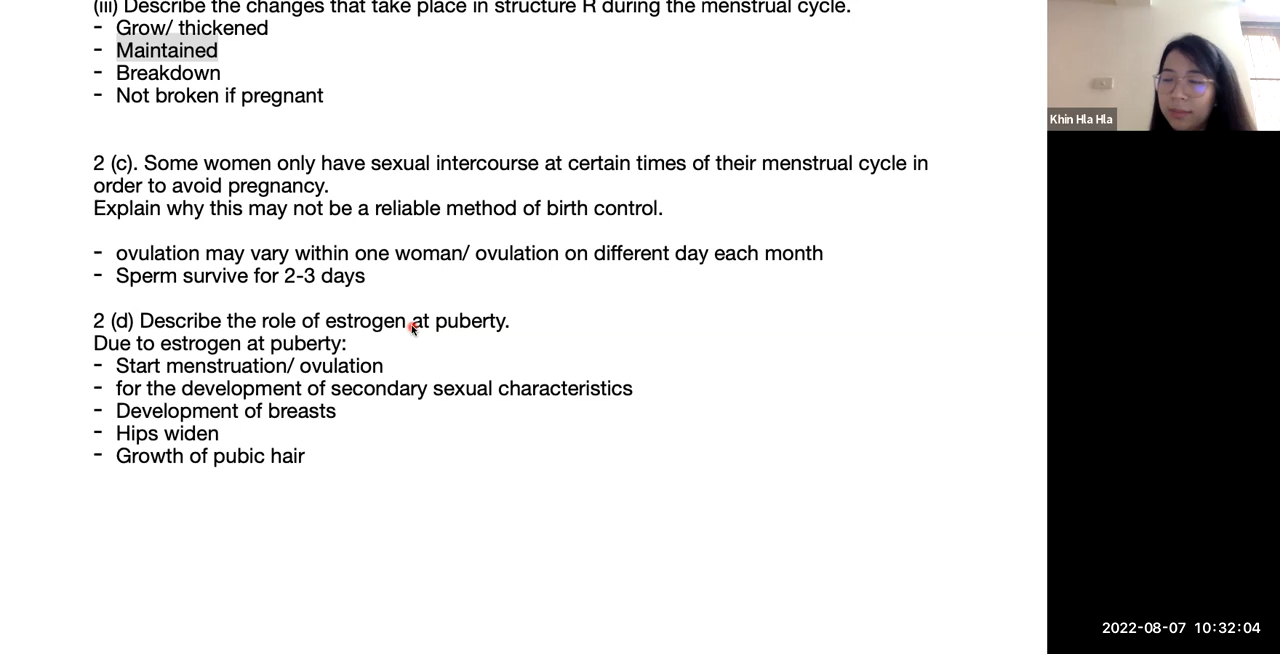 (iii) Describe the changes that take place in structure R during the menstrual cycle.
- Grow/ thickened
- Maintained
- Breakdown
- Not broken if pregnant
2 (c). Some women only have sexual intercourse at certain times of their menstrual cycle in
order to avoid pregnancy.
Explain why this may not be a reliable method of birth control.
- ovulation may vary within one woman/ ovulation on different day each month
- Sperm survive for 2-3 days
2 (d) Describe the role of estrogen at puberty.
Due to estrogen at puberty:
- Start menstruation/ ovulation
- for the development of secondary sexual characteristics
- Development of breasts
- Hips widen
- Growth of pubic hair
Khin Hla Hla
2022-08-07 10:32:04